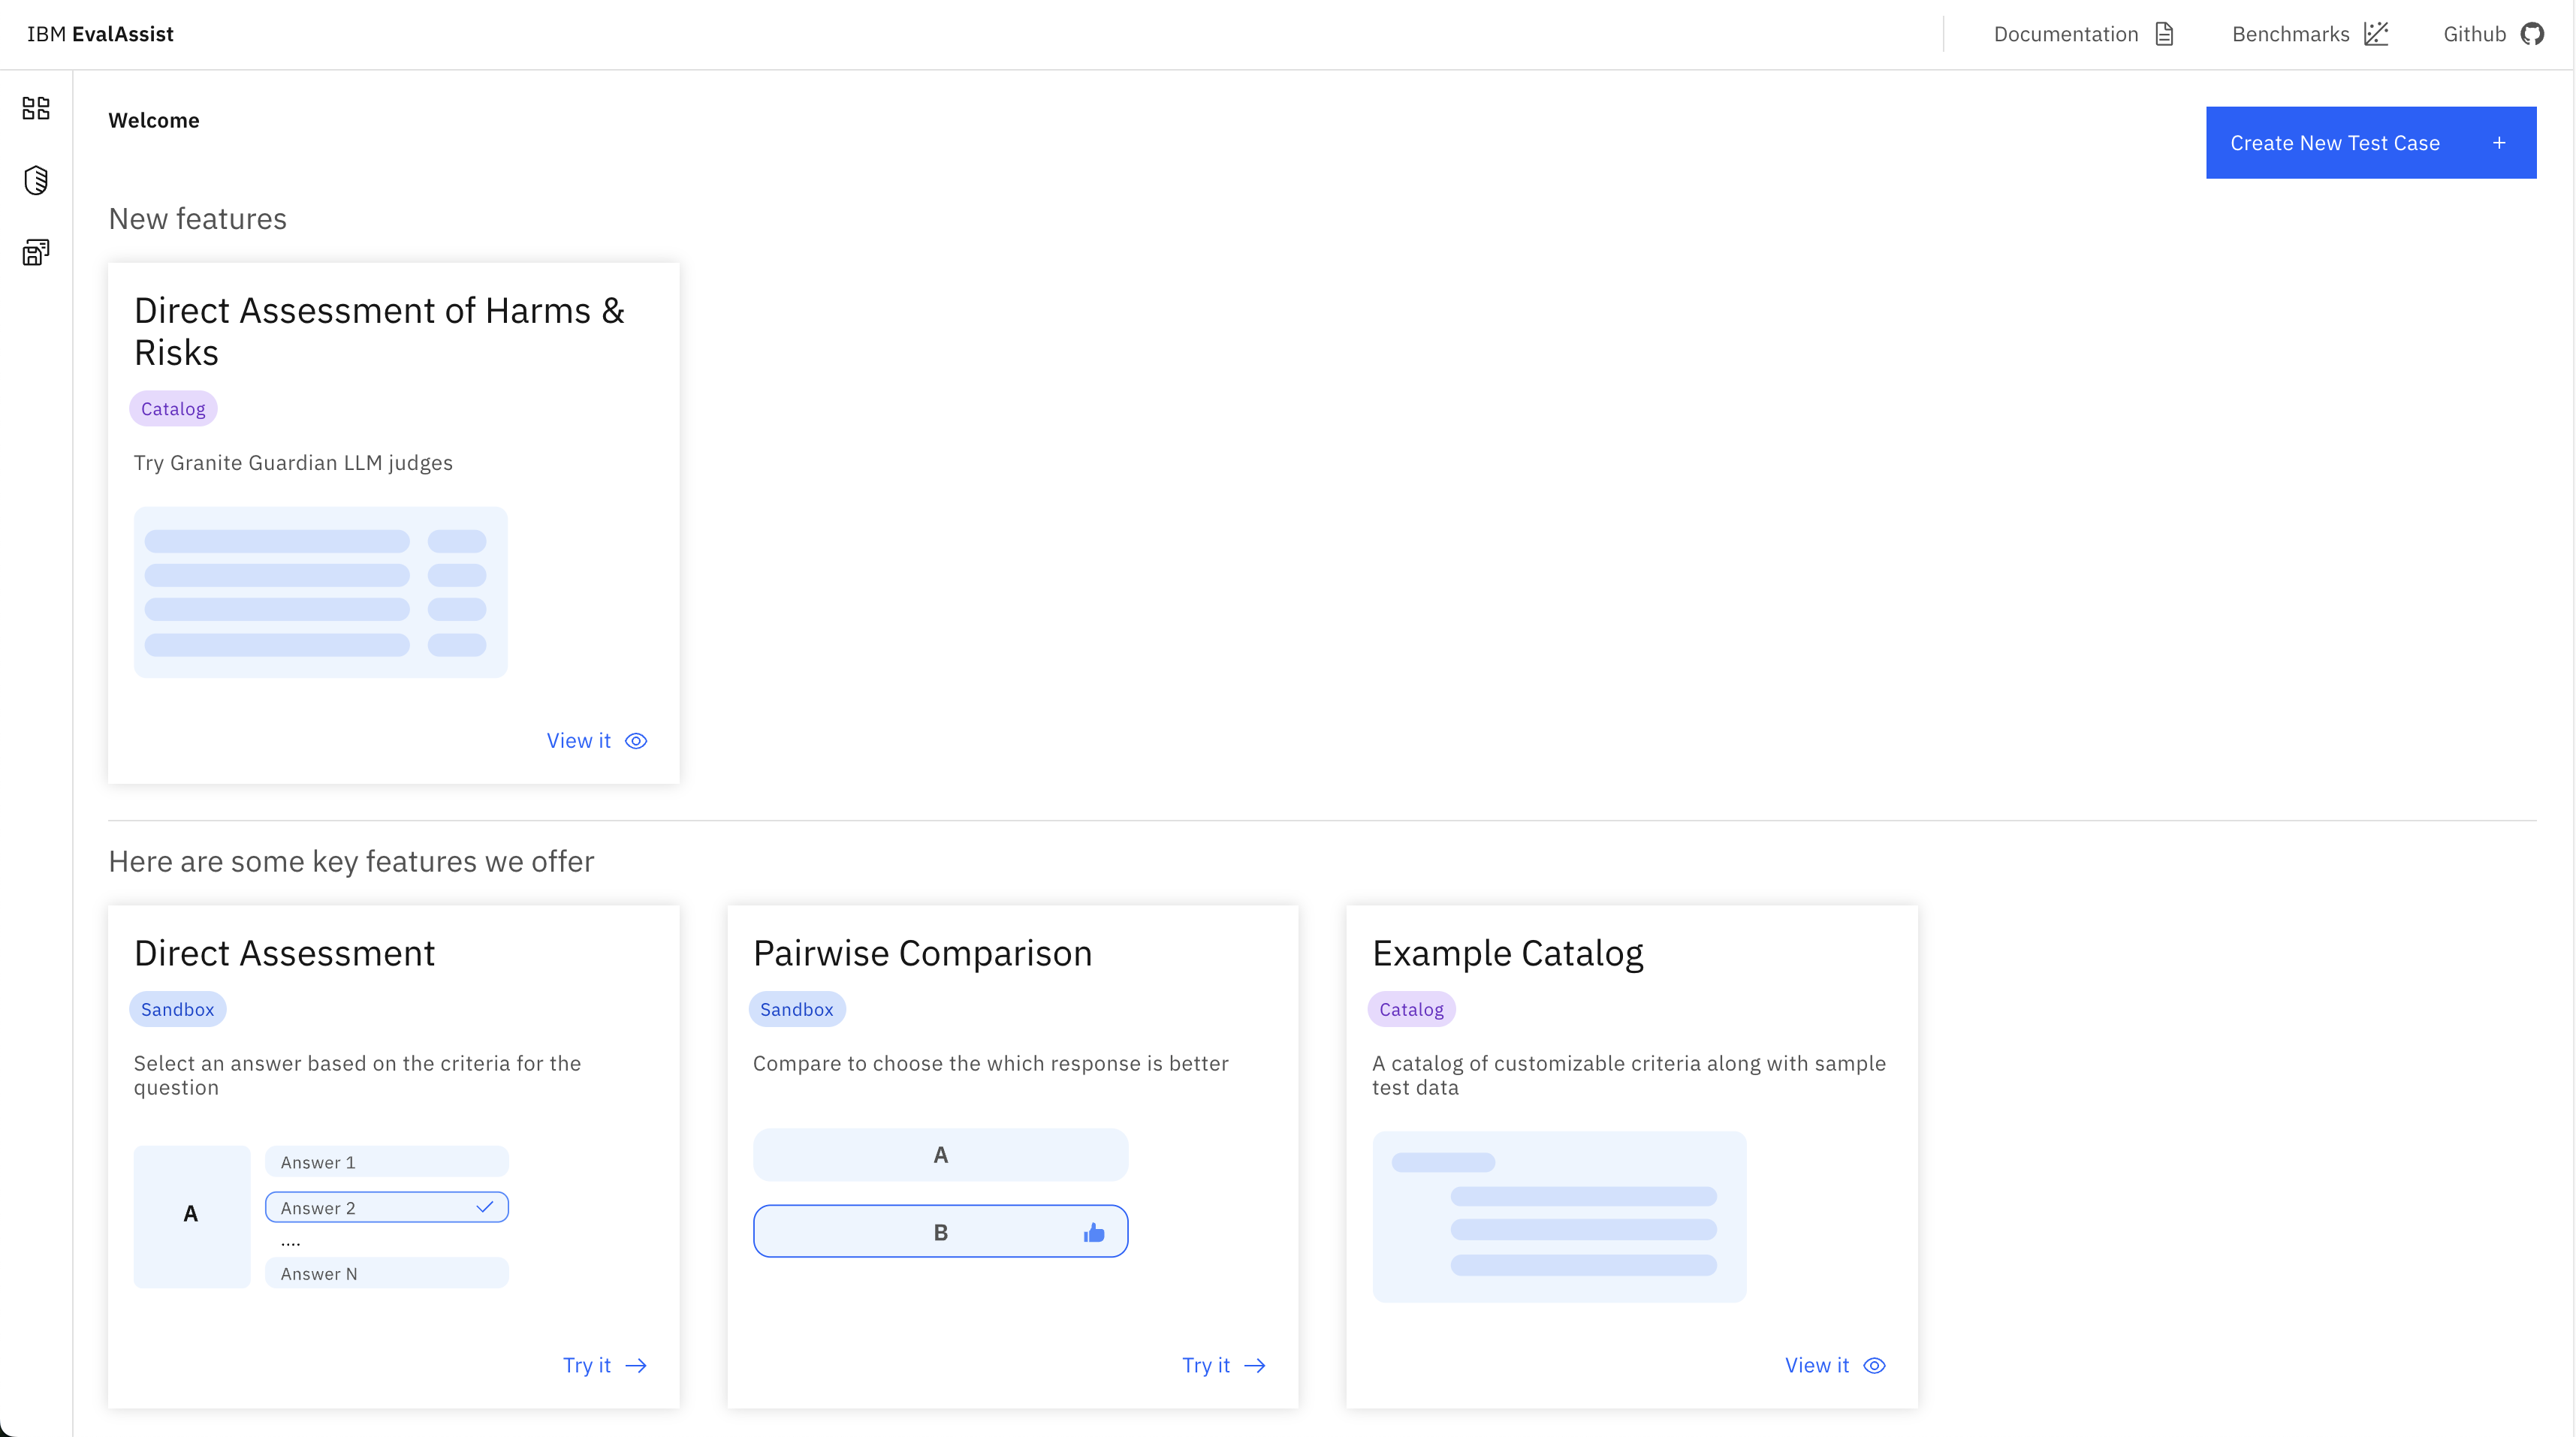 IBM EvalAssist
Documentation
Benchmarks
Github
Welcome
Create New Test Case
New features
Direct Assessment of Harms &
Risks
Catalog
Try Granite Guardian LLM judges
View it
Here are some key features we offer
Direct Assessment
Sandbox
Select an answer based on the criteria for the
question
A
Answer 1
Answer 2
....
Answer N
Try it
Pairwise Comparison
Sandbox
Compare to choose the which response is better
A
B
Try it
Example Catalog
Catalog
A catalog of customizable criteria along with sample
test data
View it